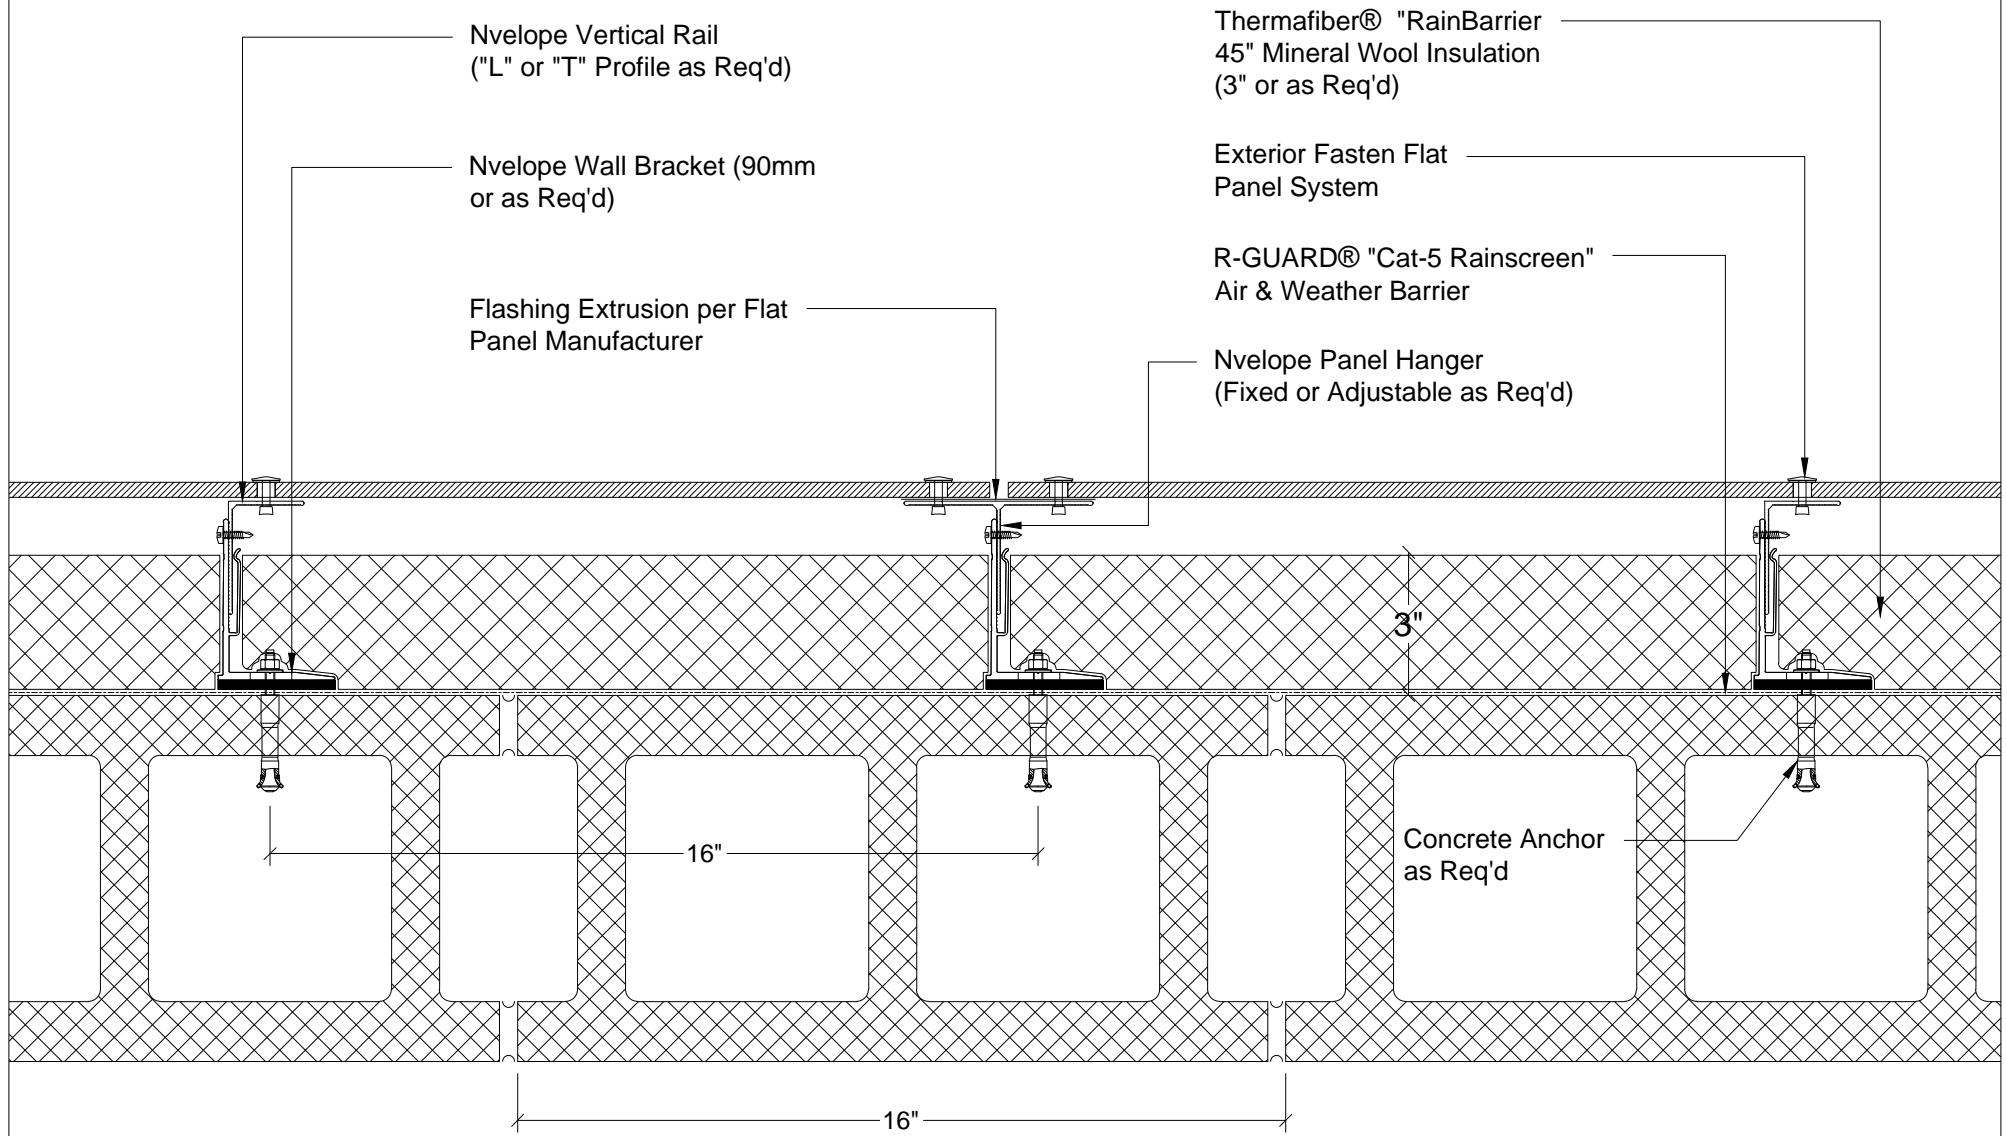 Nvelope Vertical Rail
("L" or "T" Profile as Req'd)
Nvelope Wall Bracket (90mm
or as Req'd)
Flashing Extrusion per Flat
Panel Manufacturer
Thermafiber® "RainBarrier
45" Mineral Wool Insulation
(3" or as Req'd)
Exterior Fasten Flat
Panel System
R-GUARD® "Cat-5 Rainscreen"
Air & Weather Barrier
Nvelope Panel Hanger
(Fixed or Adjustable as Req'd)
3"
16"
Concrete Anchor
as Req'd
16"